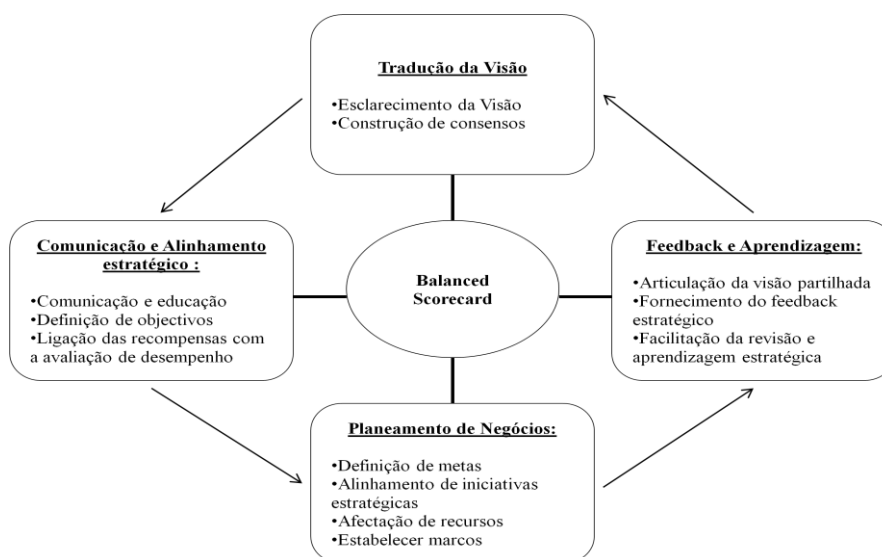 Tradução da Visão
•Esclarecimento da Visão
•Construção de consensos
Comunicação e Alinhamento
estratégico :
•Comunicação e educação
•Definição de objectivos
•Ligação das recompensas com
a avaliação de desempenho
Balanced
Scorecard
Feedback e Aprendizagem:
•Articulação da visão partilhada
•Fornecimento do feedback
estratégico
•Facilitação da revisão e
aprendizagem estratégica
Planeamento de Negócios:
•Definição de metas
•Alinhamento de iniciativas
estratégicas
•Afectação de recursos
•Estabelecer marcos